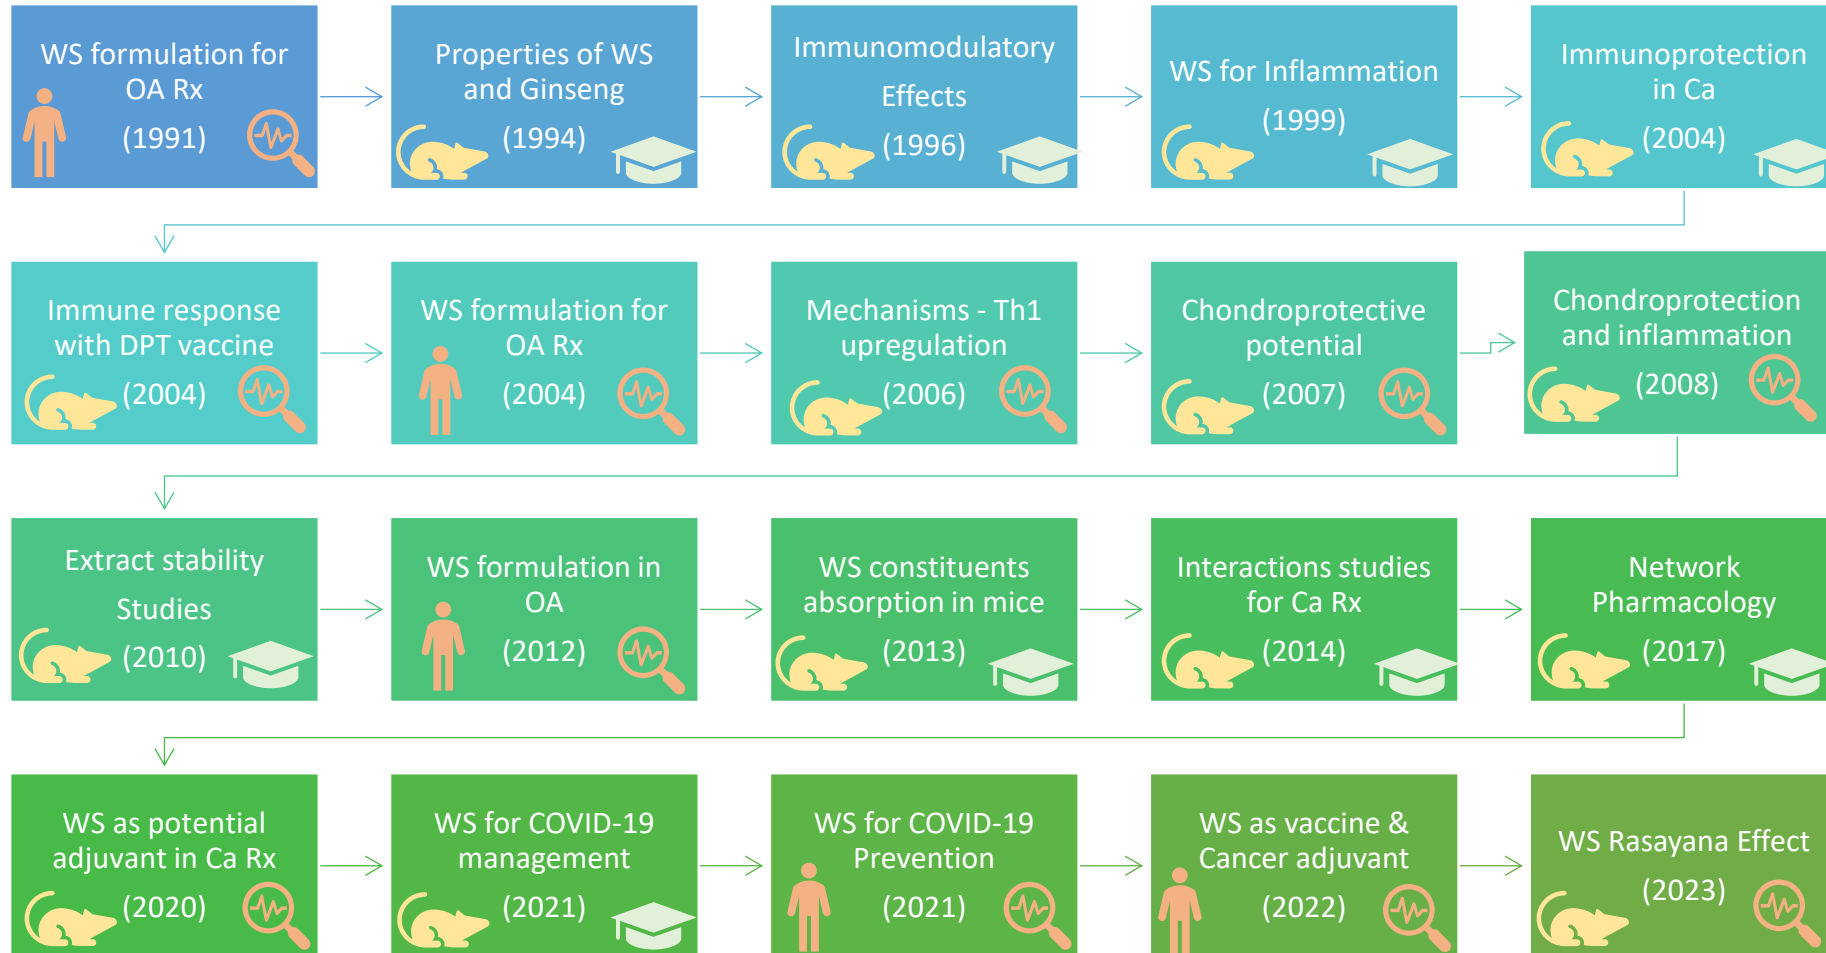 WS formulation for
OA Rx
(1991)
Properties of WS
and Ginseng
(1994)
Immunomodulatory
Effects
(1996)
WS for Inflammation
(1999)
Immunoprotection
in Ca
(2004)
Immune response
with DPT vaccine
(2004)
WS formulation for
OA Rx
(2004)
Mechanisms - Th1
upregulation
(2006)
Chondroprotective
potential
(2007)
Chondroprotection
and inflammation
(2008)
Extract stability
Studies
(2010)
WS formulation in
OA
(2012)
WS constituents
absorption in mice
(2013)
Interactions studies
for Ca Rx
(2014)
Network
Pharmacology
(2017)
WS as potential
adjuvant in Ca Rx
(2020)
WS for COVID-19
management
(2021)
WS for COVID-19
Prevention
(2021)
WS as vaccine &
Cancer adjuvant
(2022)
WS Rasayana Effect
(2023)